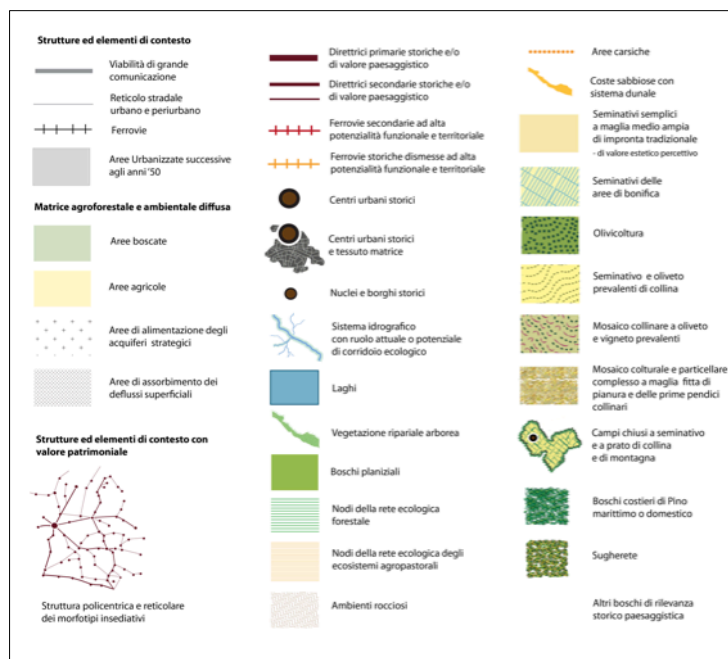 Strutture ed elementi di contesto
Viabilità di grande
comunicazione
Reticolo stradale
urbano e periurbano
Ferrovie
Aree Urbanizzate successive
agli anni '50
Matrice agroforestale e ambientale diffusa
Aree boscate
Aree agricole
Aree di alimentazione degli
acquiferi strategici
Aree di assorbimento dei
deflussi superficiali
Strutture ed elementi di contesto con
valore patrimoniale
Struttura policentrica e reticolare
dei morfotipi insediativi
Direttrici primarie storiche e/o
di valore paesaggistico
Direttrici secondarie storiche e/o
di valore paesaggistico
Ferrovie secondarie ad alta
potenzialità funzionale e territoriale
Ferrovie storiche dismesse ad alta
potenzialità funzionale e territoriale
Centri urbani storici
Centri urbani storici
e tessuto matrice
Nuclei e borghi storici
Sistema idrografico
con ruolo attuale o potenziale
di corridoio ecologico
Laghi
Vegetazione ripariale arborea
Boschi planiziali
Nodi della rete ecologica
forestale
Nodi della rete ecologica degli
ecosistemi agropastorali
Ambienti rocciosi
Aree carsiche
Coste sabbiose con
sistema dunale
Seminativi semplici
a maglia medio ampia
di impronta tradizionale
- di valore estetico percettivo
Seminativi delle
aree di bonifica
Olivicoltura
Seminativo e oliveto
prevalenti di collina
Mosaico collinare a oliveto
e vigneto prevalenti
Mosaico colturale e particellare
complesso a maglia fitta di
pianura e delle prime pendici
collinari
Campi chiusi a seminativo
e a prato di collina
e di montagna
Boschi costieri di Pino
marittimo o domestico
Sugherete
Altri boschi di rilevanza
storico paesaggistica